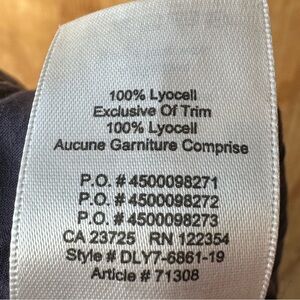 100% Lyocell
Exclusive Of Trim
100% Lyocell
Aucune Garniture Comprise
P.O. # 4500098271
P.O. # 4500098272
P.O. # 4500098273
CA 23725 RN 122354
Style # DLY7-6861-19
Article # 71308